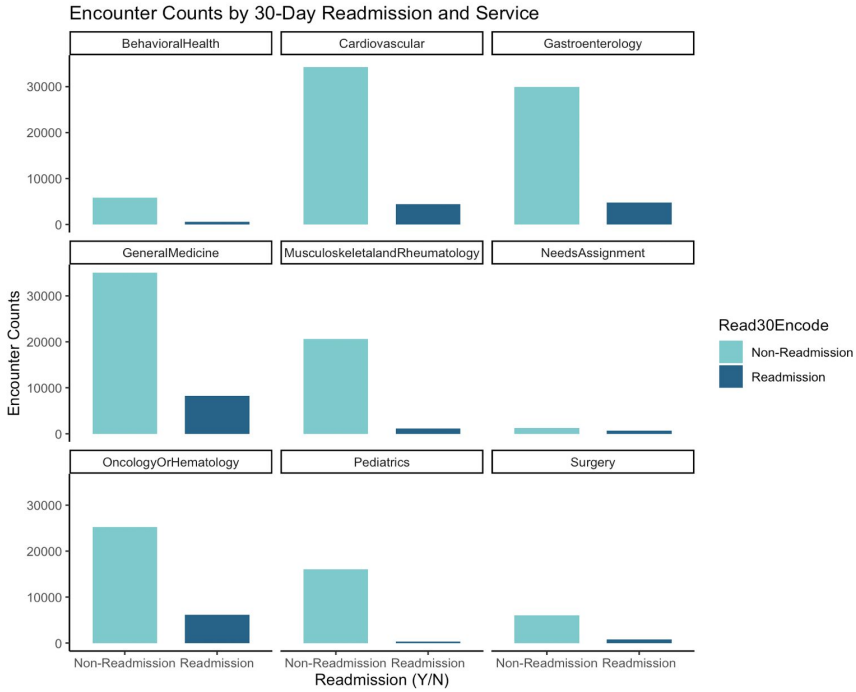 Encounter Counts by 30-Day Readmission and Service
BehavioralHealth
Cardiovascular
Gastroenterology
30000
20000
10000
0
GeneralMedicine
MusculoskeletalandRheumatology
NeedsAssignment
30000
20000
10000
0
OncologyOrHematology
Pediatrics
Surgery
30000
20000
10000
0
Encounter Counts
Non-Readmission Readmission
Non-Readmission Readmission
Non-Readmission Readmission
Readmission (Y/N)
Read30Encode
Non-Readmission
Readmission